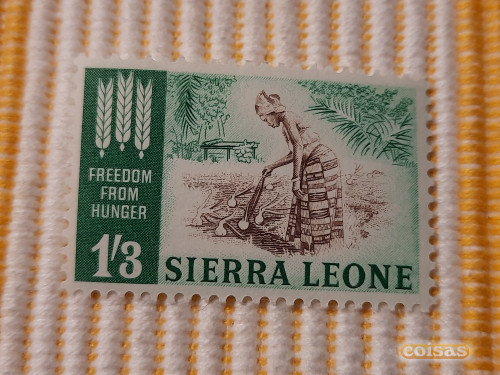 FREEDOM
FROM
HUNGER
1'/3
SIERRA LEONE
coisas